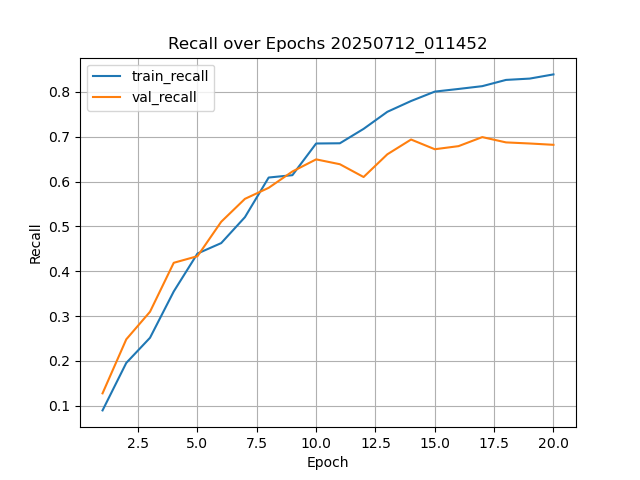 Recall over Epochs 20250712_011452
train_recall
val_recall
0.8
0.7
0.6
0.5
0.4
0.3
0.2
0.1
Recall
2.5 5.0 7.5 10.0 12.5 15.0 17.5 20.0
Epoch